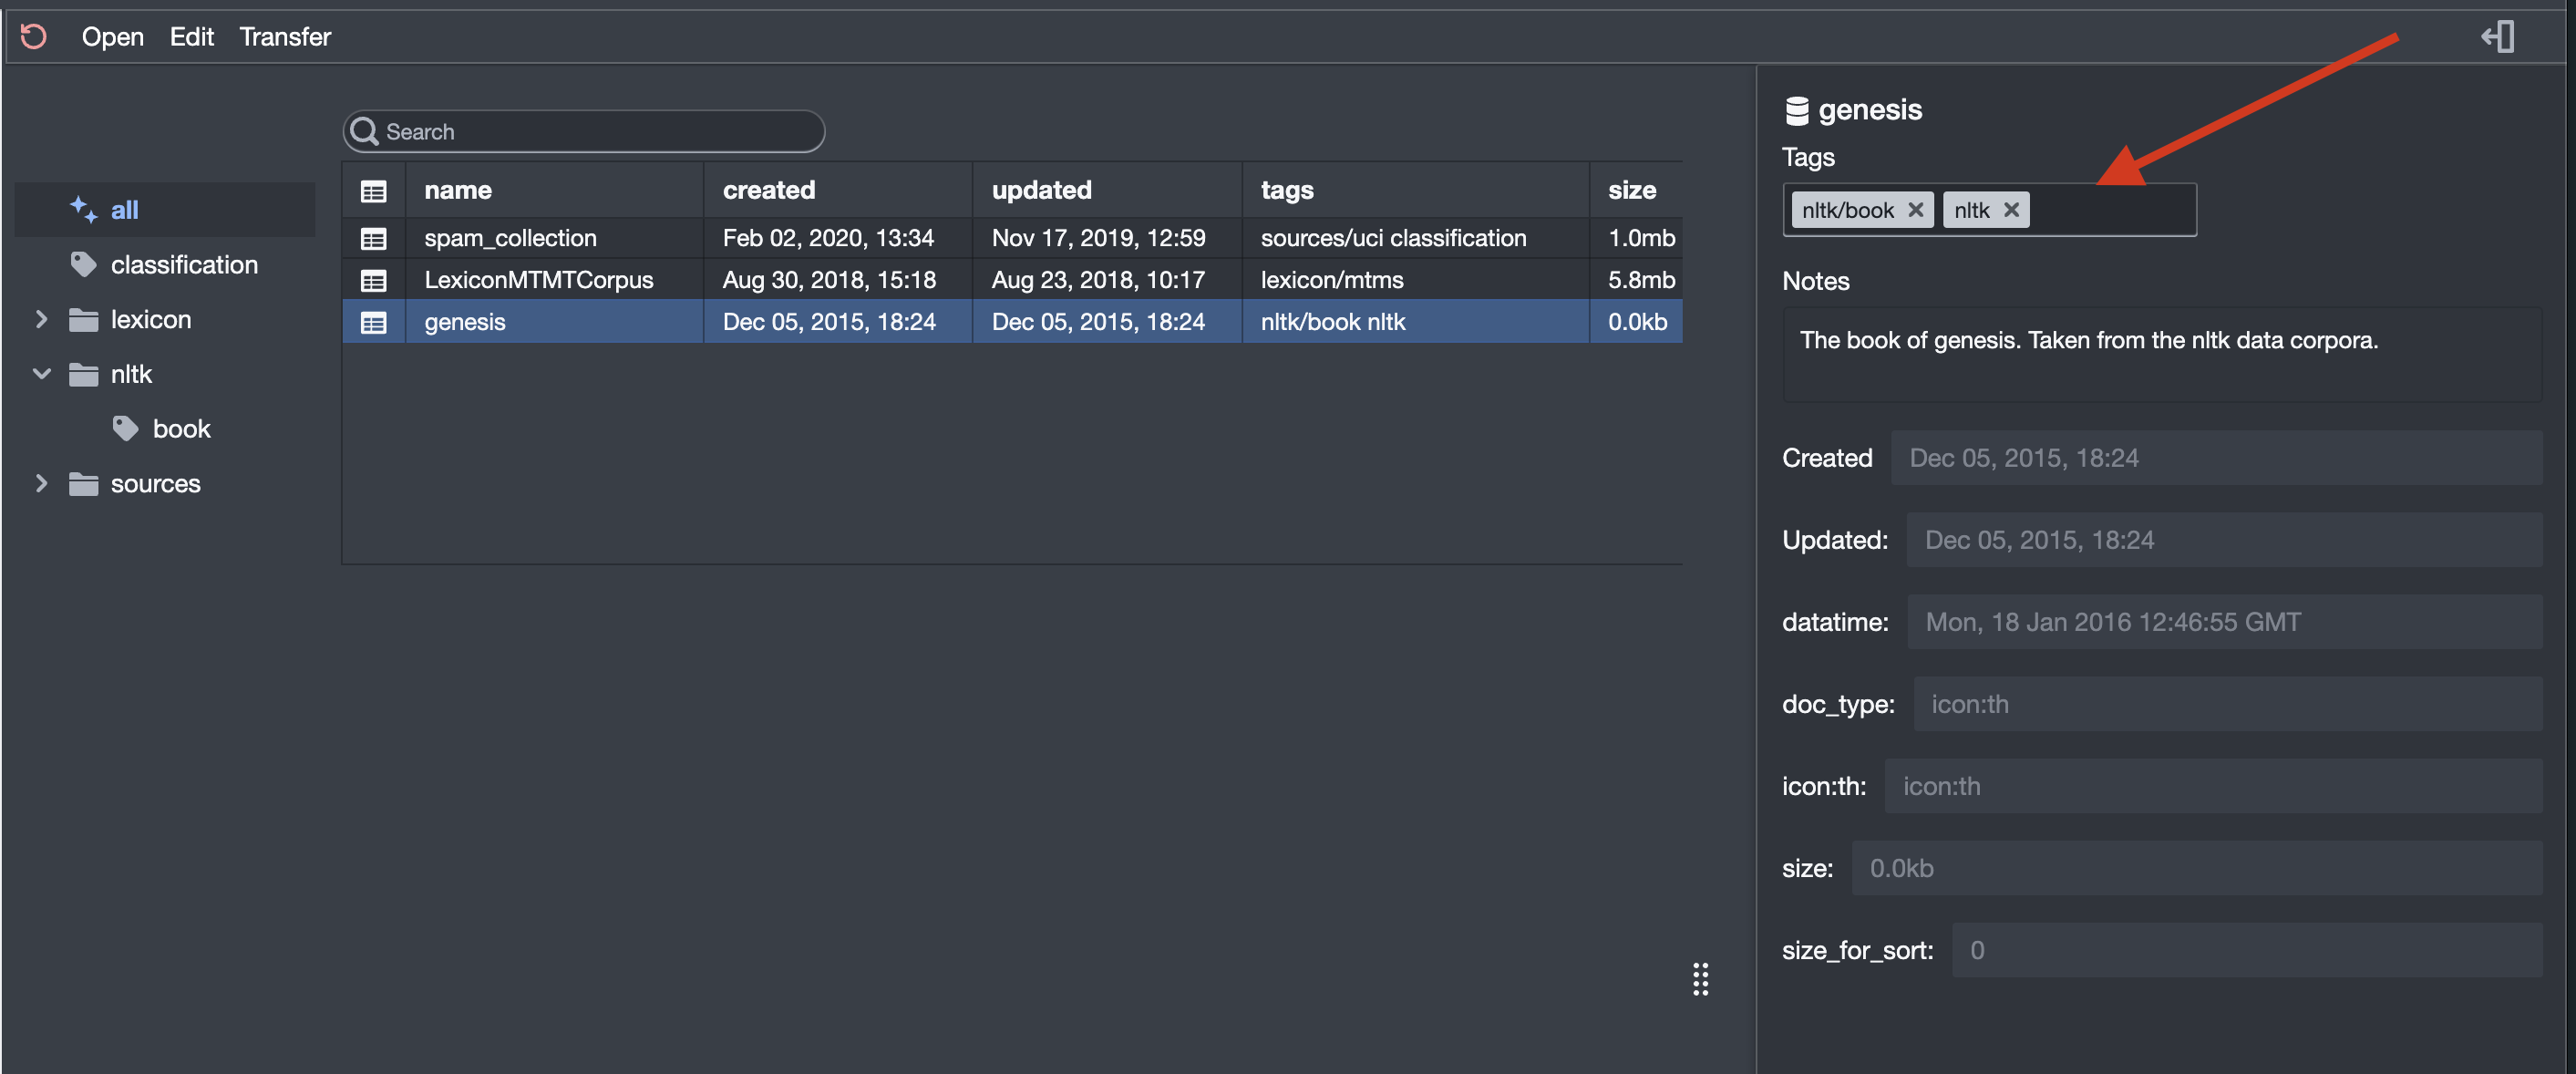 Open Edit Transfer
Search
all
classification
lexicon
nltk
book
sources
name created updated tags size
spam_collection Feb 02, 2020, 13:34 Nov 17, 2019, 12:59 sources/uci classification 1.0mb
LexiconMTMTCorpus Aug 30, 2018, 15:18 Aug 23, 2018, 10:17 lexicon/mtms 5.8mb
genesis Dec 05, 2015, 18:24 Dec 05, 2015, 18:24 nltk/book nltk 0.0kb
genesis
Tags
nltk/book nltk
Notes
The book of genesis. Taken from the nltk data corpora.
Created Dec 05, 2015, 18:24
Updated: Dec 05, 2015, 18:24
datatime: Mon, 18 Jan 2016 12:46:55 GMT
doc_type: icon:th
icon:th: icon:th
size: 0.0kb
size_for_sort: 0